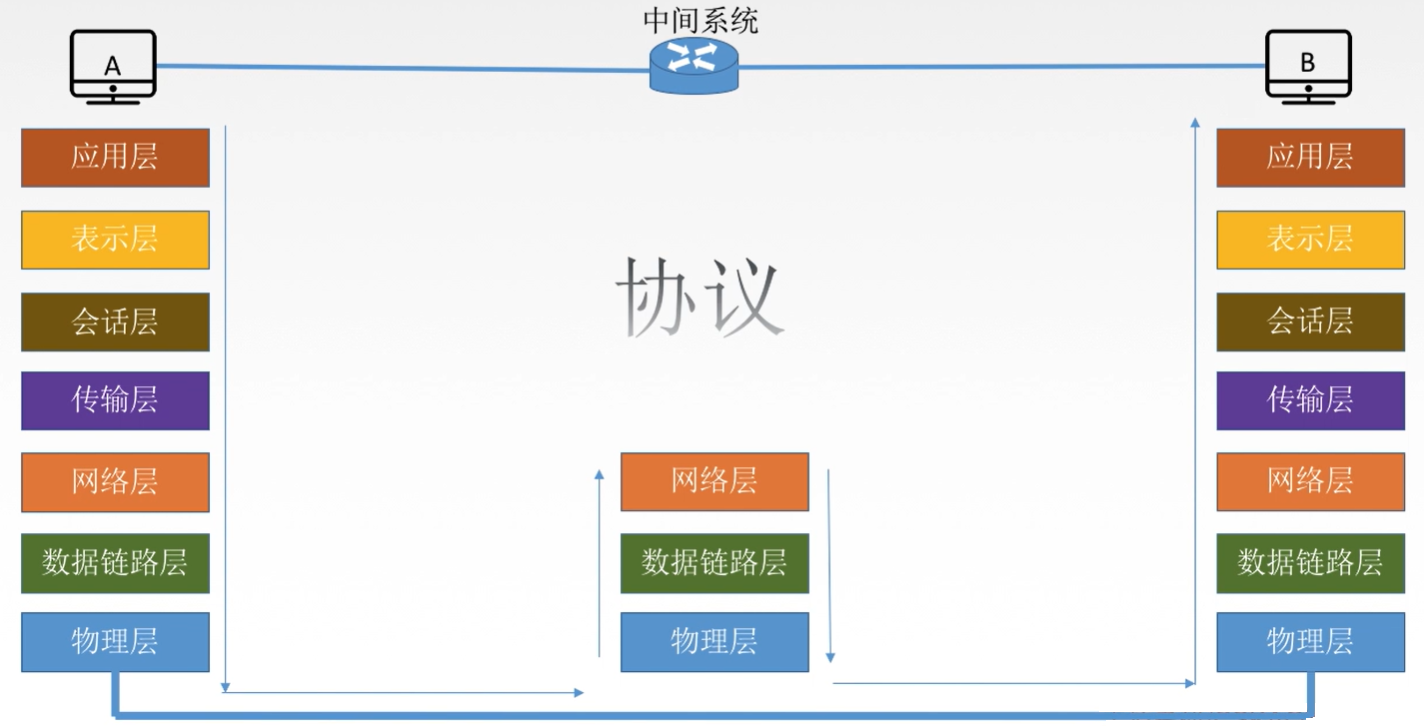 中间系统
A
B
应用层
应用层
表示层
表示层
协议
会话层
会话层
传输层
传输层
网络层
网络层
网络层
数据链路层
数据链路层
数据链路层
物理层
物理层
物理层